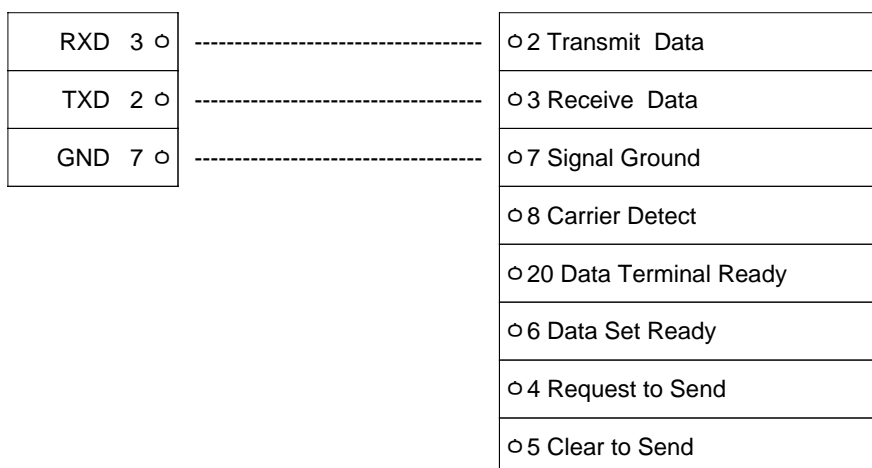 RXD 3 2 Transmit Data
TXD 2 3 Receive Data
GND 7 7 Signal Ground
8 Carrier Detect
20 Data Terminal Ready
6 Data Set Ready
4 Request to Send
5 Clear to Send